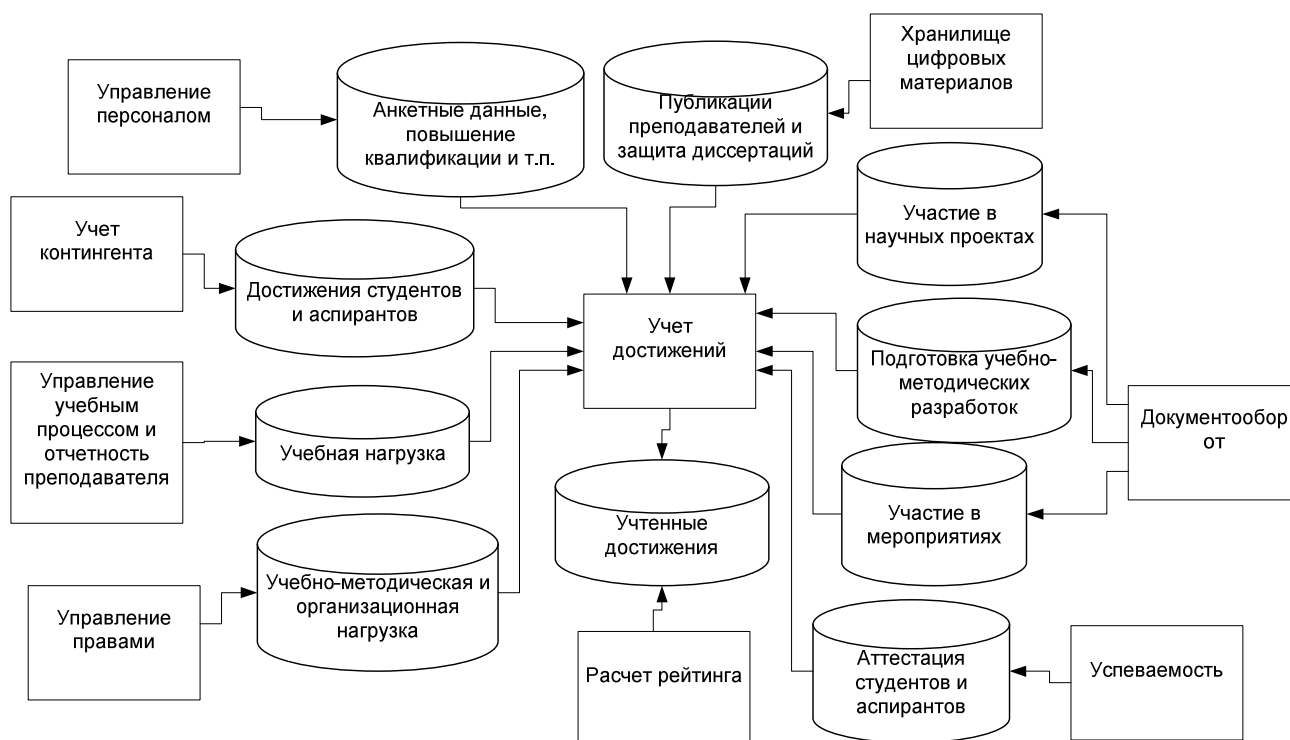 Хранилище
цифровых
материалов
Управление
персоналом
Анкетные данные,
повышение
квалификации и т.п.
Публикации
преподавателей и
защита диссертаций
Учет
контингента
Достижения студентов
и аспирантов
Участие в
научных проектах
Учет
достижений
Подготовка учебно-
методических
разработок
Управление
учебным
процессом и
отчетность
преподавателя
Учебная нагрузка
Документообор
от
Учтенные
достижения
Участие в
мероприятиях
Управление
правами
Учебно-методическая и
организационная
нагрузка
Расчет рейтинга
Аттестация
студентов и
аспирантов
Успеваемость